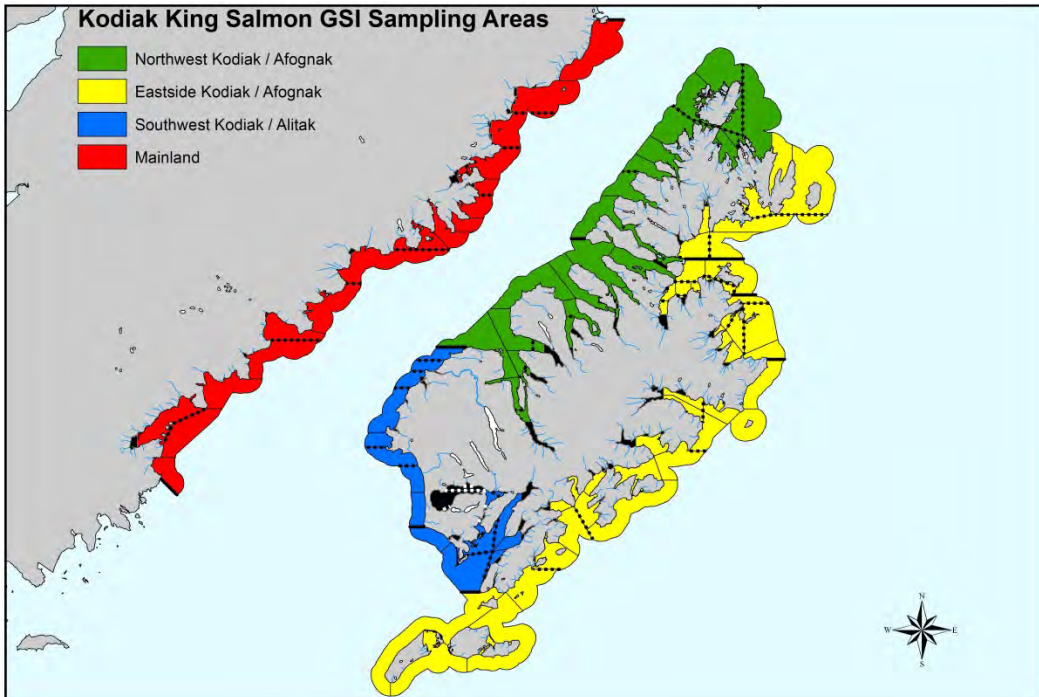 Kodiak King Salmon GSI Sampling Areas
Northwest Kodiak / Afognak
Eastside Kodiak / Afognak
Southwest Kodiak / Alitak
Mainland
N
W E
S